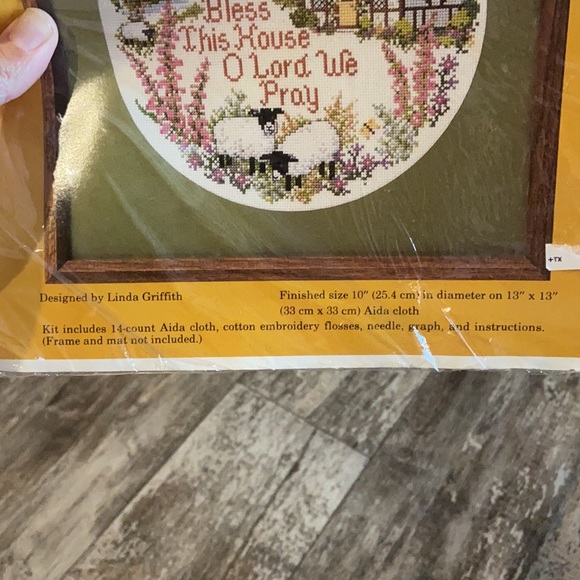 Bless
This House
O Lord We
Pray
+TX
Designed by Linda Griffith
Finished size 10" (25.4 cm) in diameter on 13" x 13"
(33 cm x 33 cm) Aida cloth
Kit includes 14-count Aida cloth, cotton embroidery flosses, needle, graph, and instructions.
(Frame and mat not included.)